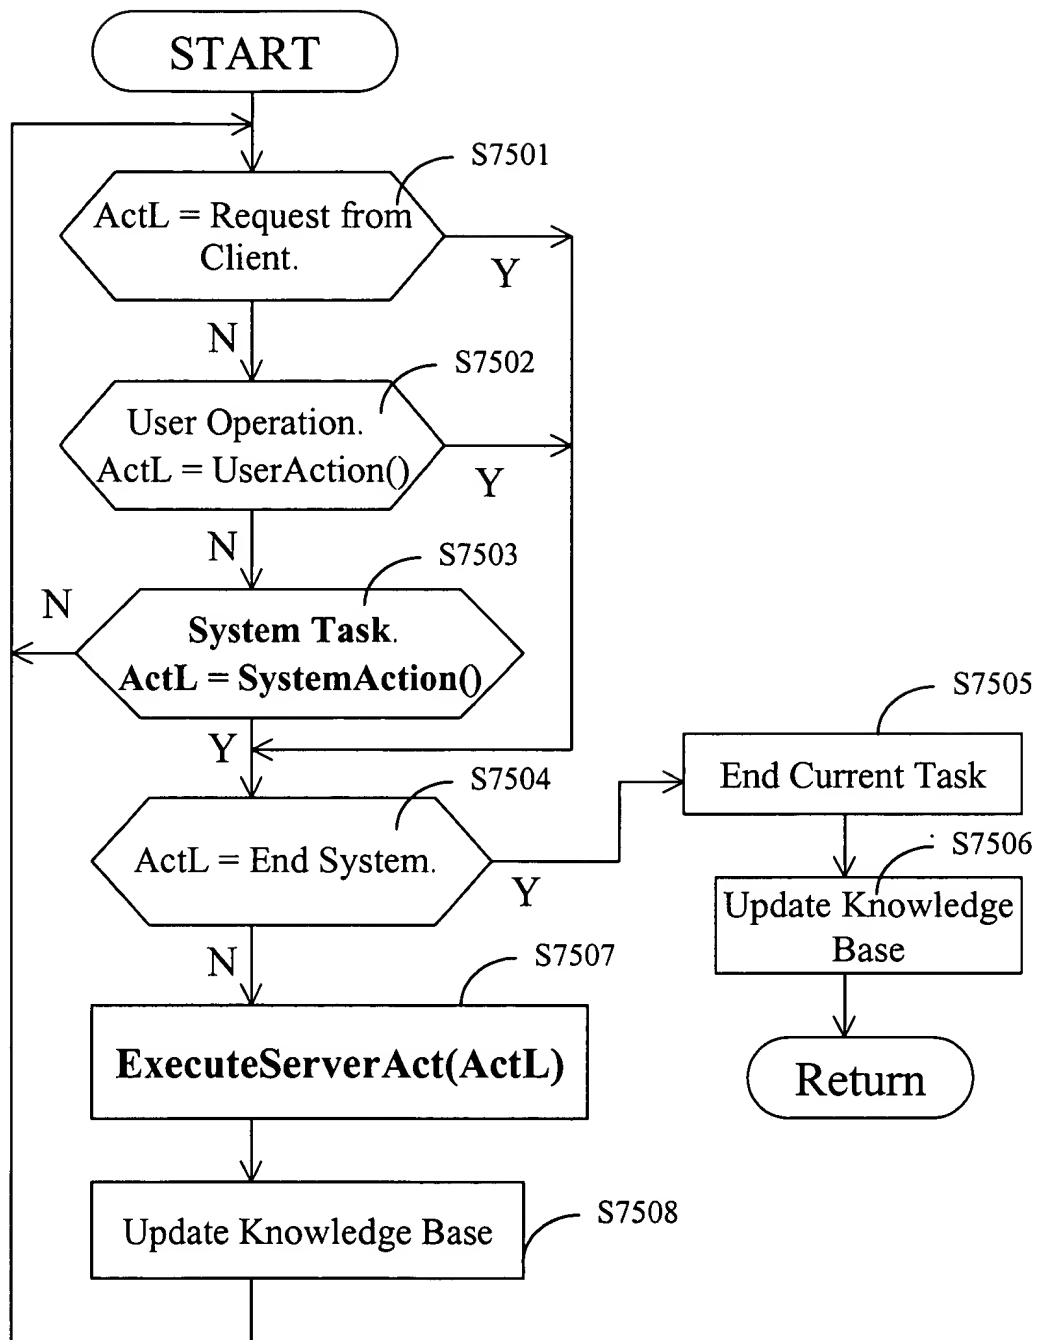 START
S7501
ActL = Request from
Client.
Y
N
S7502
User Operation.
ActL = UserAction()
Y
N
S7503
N
System Task.
ActL = SystemAction()
S7505
Y
End Current Task
S7504
ActL = End System.
Y
S7506
Update Knowledge
Base
N
S7507
ExecuteServerAct(ActL)
Return
S7508
Update Knowledge Base